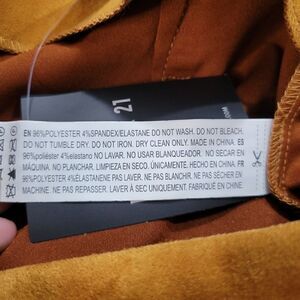 21
EN 96%POLYESTER 4%SPANDEX/ELASTANE DO NOT WASH. DO NOT BLEACH.
DO NOT TUMBLE DRY. DO NOT IRON. DRY CLEAN ONLY. MADE IN CHINA. ES
96%poliéster 4%elastano NO LAVAR. NO USAR BLANQUEADOR. NO SECAR EN
MÁQUINA. NO PLANCHAR. LIMPIEZA EN SECO, ÚNICAMENTE. HECHO EN CHINA. FR
96%POLYESTER 4%ÉLASTANENE PAS LAVER. NE PAS BLANCHIR. NE PAS SÉCHER EN
MACHINE. NE PAS REPASSER. LAVER À SEC UNIQUEMENT FABRIQUÉ EN CHINE.